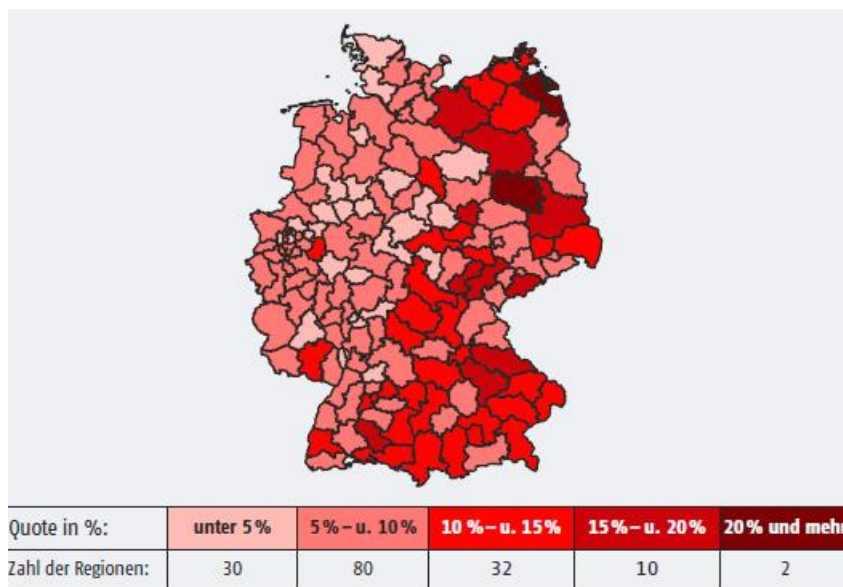 Quote in %: unter 5% 5%–u. 10% 10 %–u. 15% 15%–u. 20% 20% und mehr
Zahl der Regionen: 30 80 32 10 2